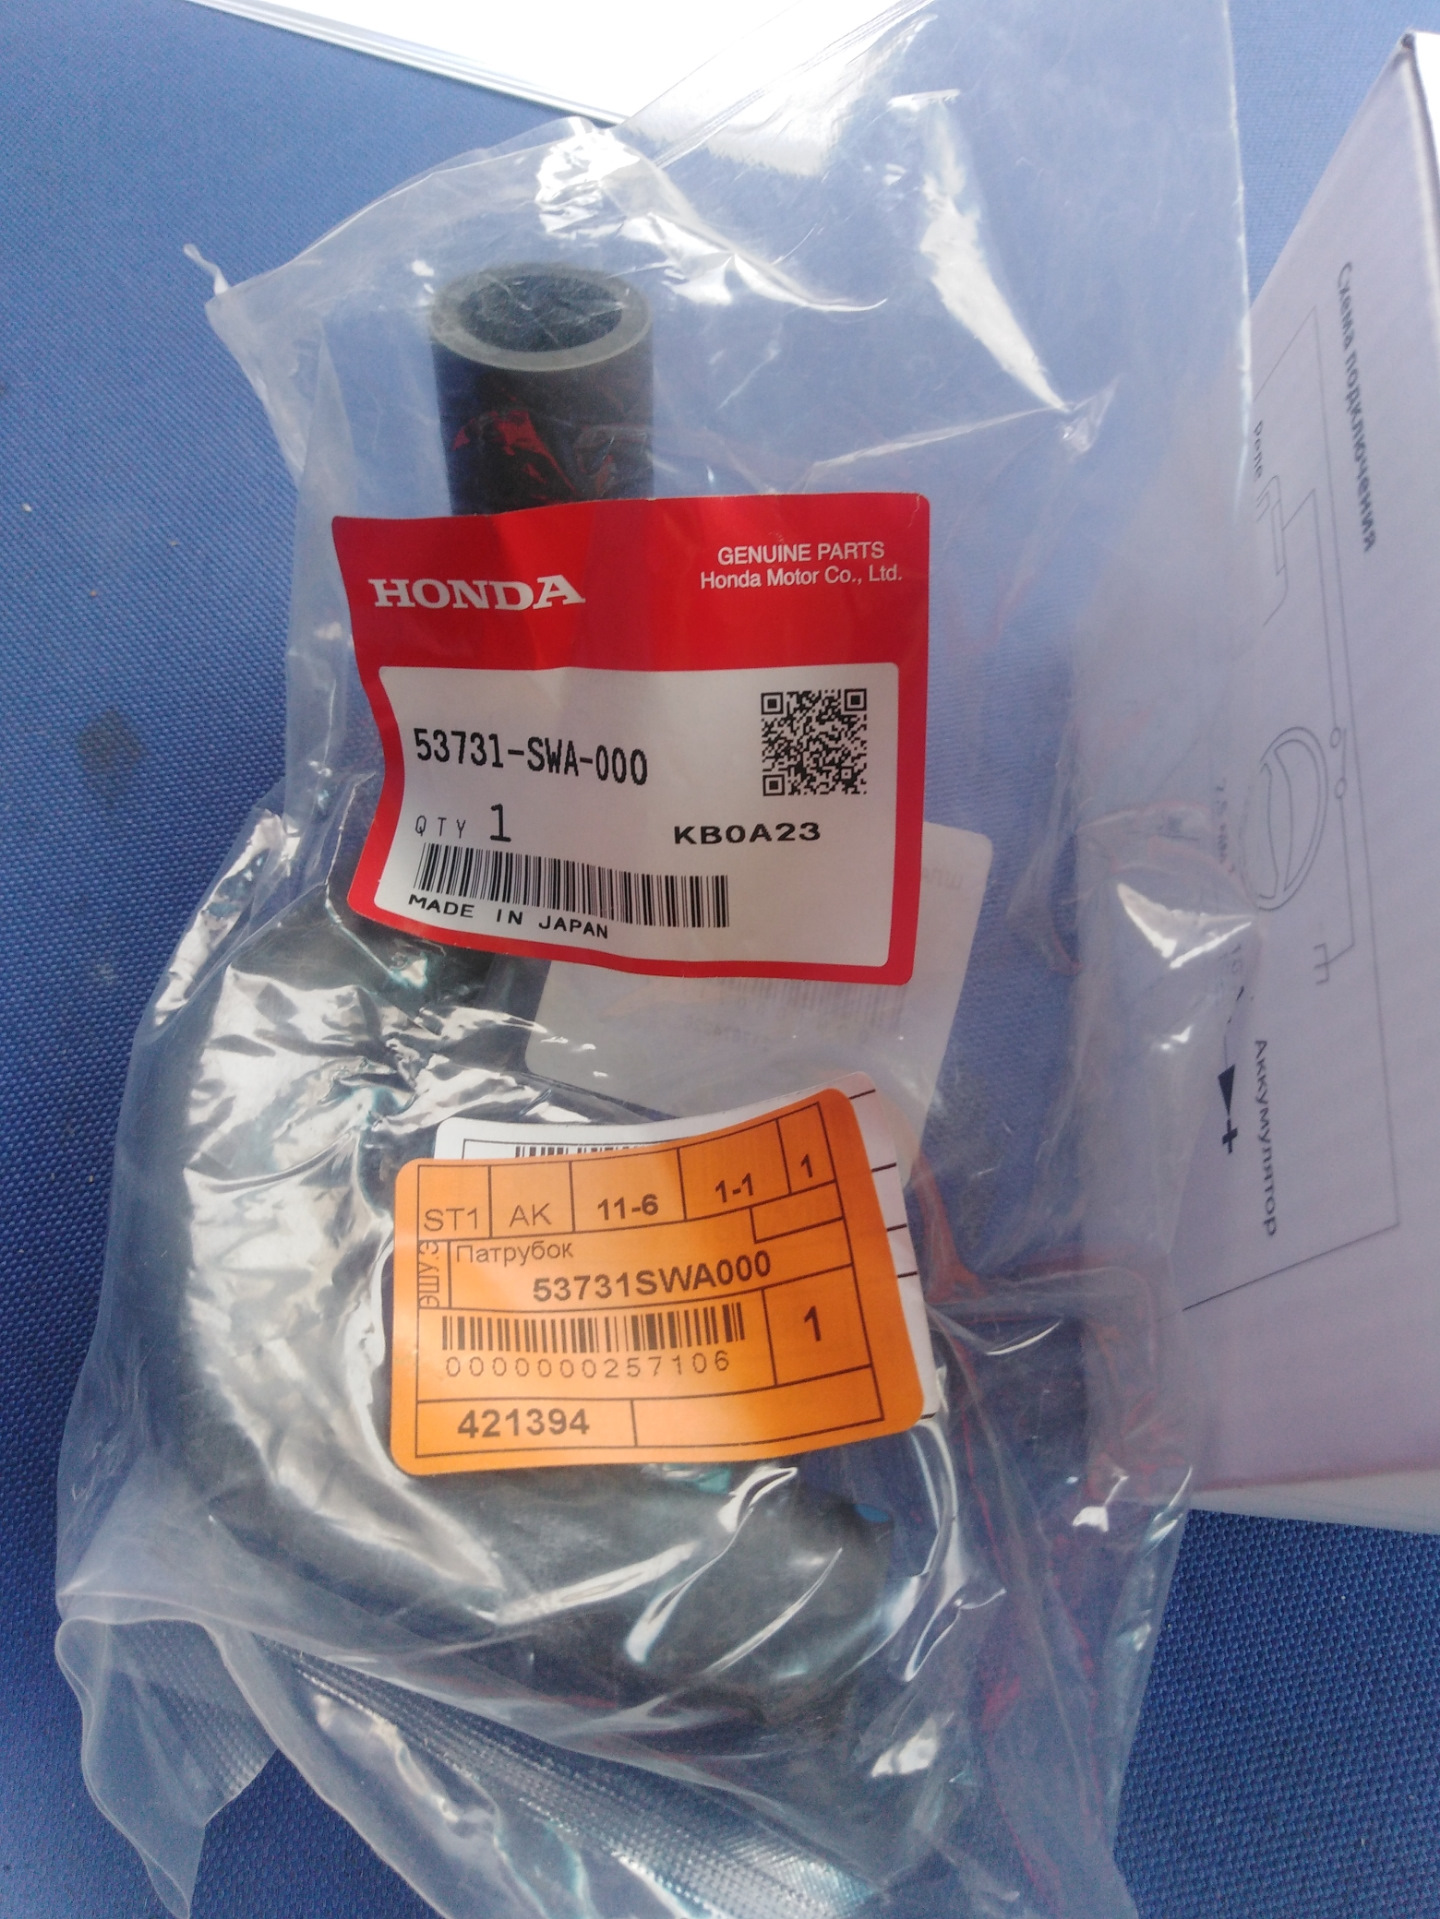 HONDA
GENUINE PARTS
Honda Motor Co., Ltd.
53731-SWA-000
QTY 1
KB0A23
MADE IN JAPAN
ST1 AK 11-6 1-1 1
Патрубок
53731SWA000
1
0000000257106
421394
Схема подключения
Реле
Аккумулятор
+